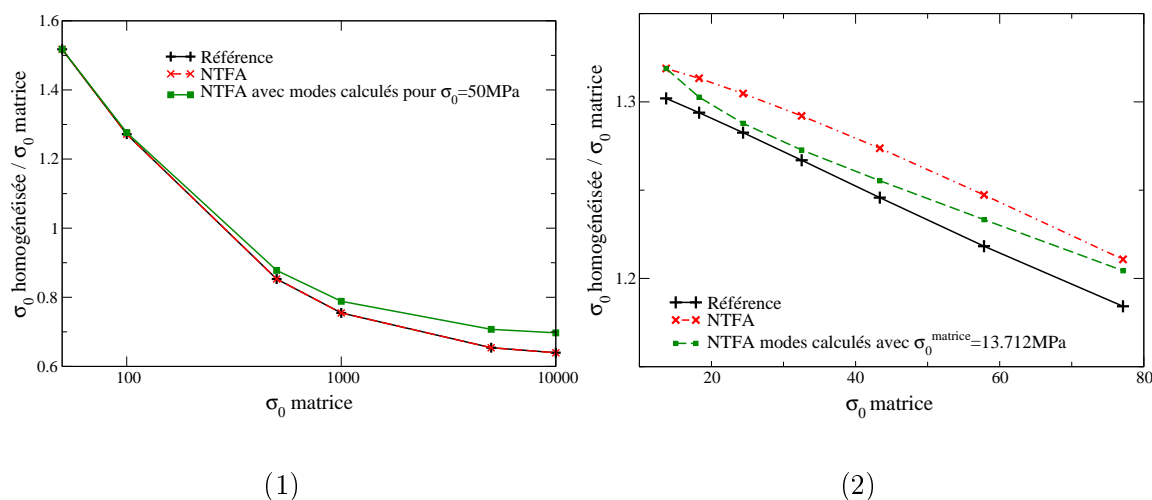 1.6
1.4
1.2
1
0.8
0.6
100
1000
10000
σ0 homogénéisée / σ0 matrice
σ0 matrice
Référence
NTFA
NTFA avec modes calculés pour σ0=50MPa
(1)
1.3
1.2
20
40
60
80
σ0 homogénéisée / σ0 matrice
σ0 matrice
Référence
NTFA
NTFA modes calculés avec σ0matrice=13.712MPa
(2)